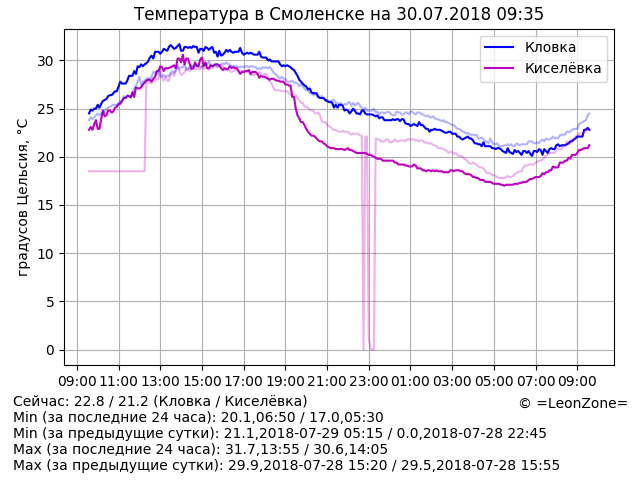 Температура в Смоленске на 30.07.2018 09:35
градусов Цельсия, °C
30
25
20
15
10
5
0
Кловка
Киселёвка
09:00 11:00 13:00 15:00 17:00 19:00 21:00 23:00 01:00 03:00 05:00 07:00 09:00
Сейчас: 22.8 / 21.2 (Кловка / Киселёвка)
© =LeonZone=
Min (за последние 24 часа): 20.1,06:50 / 17.0,05:30
Min (за предыдущие сутки): 21.1,2018-07-29 05:15 / 0.0,2018-07-28 22:45
Max (за последние 24 часа): 31.7,13:55 / 30.6,14:05
Max (за предыдущие сутки): 29.9,2018-07-28 15:20 / 29.5,2018-07-28 15:55